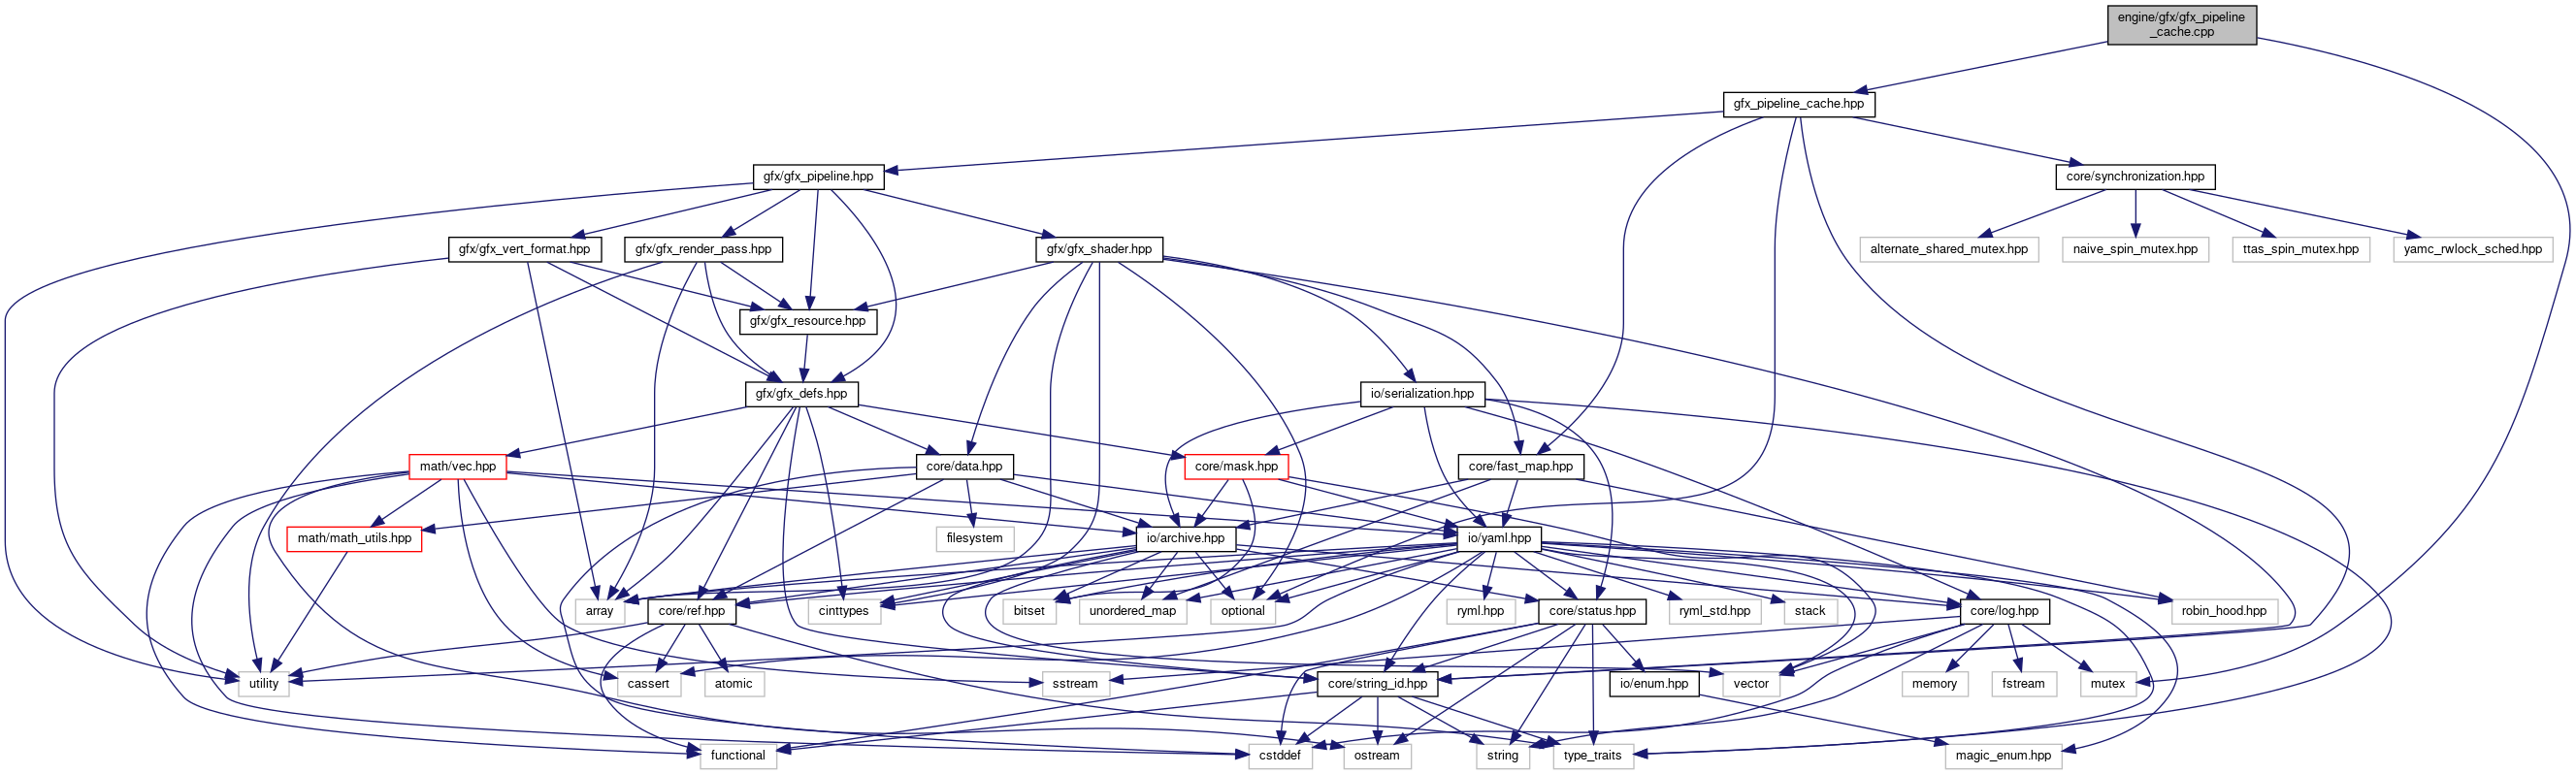 engine/gfx/gfx_pipeline
_cache.cpp
gfx_pipeline_cache.hpp
gfx/gfx_pipeline.hpp
core/synchronization.hpp
gfx/gfx_vert_format.hpp
gfx/gfx_render_pass.hpp
gfx/gfx_shader.hpp
alternate_shared_mutex.hpp
naive_spin_mutex.hpp
ttas_spin_mutex.hpp
yamc_rwlock_sched.hpp
gfx/gfx_resource.hpp
gfx/gfx_defs.hpp
io/serialization.hpp
math/vec.hpp
core/data.hpp
core/mask.hpp
core/fast_map.hpp
math/math_utils.hpp
filesystem
io/archive.hpp
io/yaml.hpp
array
core/ref.hpp
cinttypes
bitset
unordered_map
optional
ryml.hpp
core/status.hpp
ryml_std.hpp
stack
core/log.hpp
robin_hood.hpp
utility
cassert
atomic
sstream
core/string_id.hpp
io/enum.hpp
vector
memory
fstream
mutex
functional
cstddef
ostream
string
type_traits
magic_enum.hpp